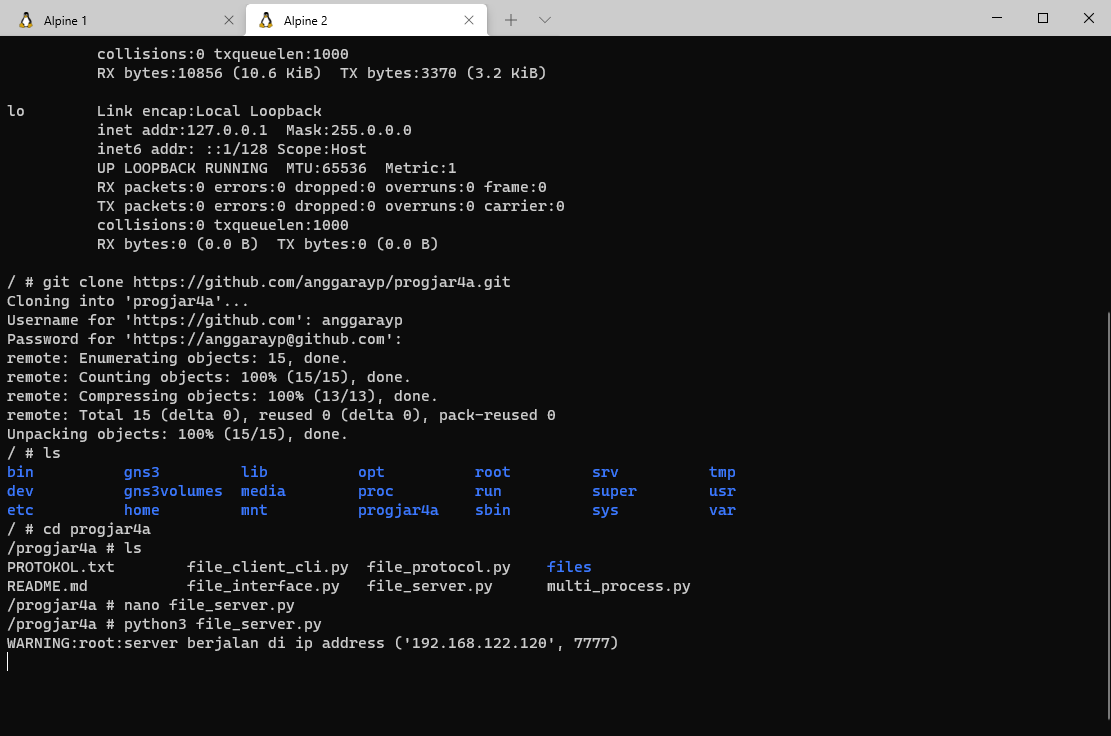 Alpine 1 Alpine 2
collisions:0 txqueuelen:1000
RX bytes:10856 (10.6 KiB)  TX bytes:3370 (3.2 KiB)
lo        Link encap:Local Loopback
inet addr:127.0.0.1  Mask:255.0.0.0
inet6 addr: ::1/128 Scope:Host
UP LOOPBACK RUNNING  MTU:65536  Metric:1
RX packets:0 errors:0 dropped:0 overruns:0 frame:0
TX packets:0 errors:0 dropped:0 overruns:0 carrier:0
collisions:0 txqueuelen:1000
RX bytes:0 (0.0 B)  TX bytes:0 (0.0 B)
/ # git clone https://github.com/anggarayp/progjar4a.git
Cloning into 'progjar4a'...
Username for 'https://github.com': anggarayp
Password for 'https://anggarayp@github.com':
remote: Enumerating objects: 15, done.
remote: Counting objects: 100% (15/15), done.
remote: Compressing objects: 100% (13/13), done.
remote: Total 15 (delta 0), reused 0 (delta 0), pack-reused 0
Unpacking objects: 100% (15/15), done.
/ # ls
bin          gns3         lib          opt          root         srv          tmp
dev          gns3volumes  media        proc         run          super        usr
etc          home         mnt          progjar4a    sbin         sys          var
/ # cd progjar4a
/progjar4a # ls
PROTOKOL.txt        file_client_cli.py  file_protocol.py    files
README.md           file_interface.py   file_server.py      multi_process.py
/progjar4a # nano file_server.py
/progjar4a # python3 file_server.py
WARNING:root:server berjalan di ip address ('192.168.122.120', 7777)